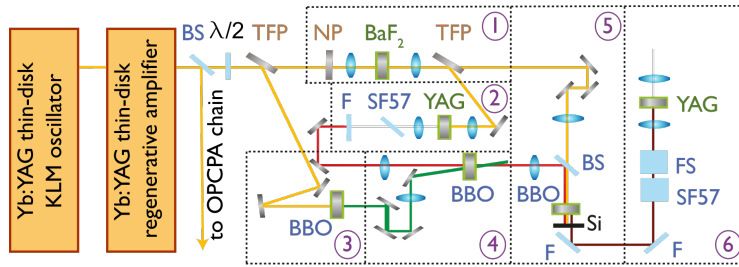 Yb:YAG thin-disk
KLM oscillator
Yb:YAG thin-disk
regenerative amplifier
BS
λ/2
TFP
to OPCPA chain
NP
BaF₂
TFP
1
F
SF57
YAG
2
BBO
3
BBO
4
5
BS
BBO
Si
F
YAG
FS
SF57
F
6